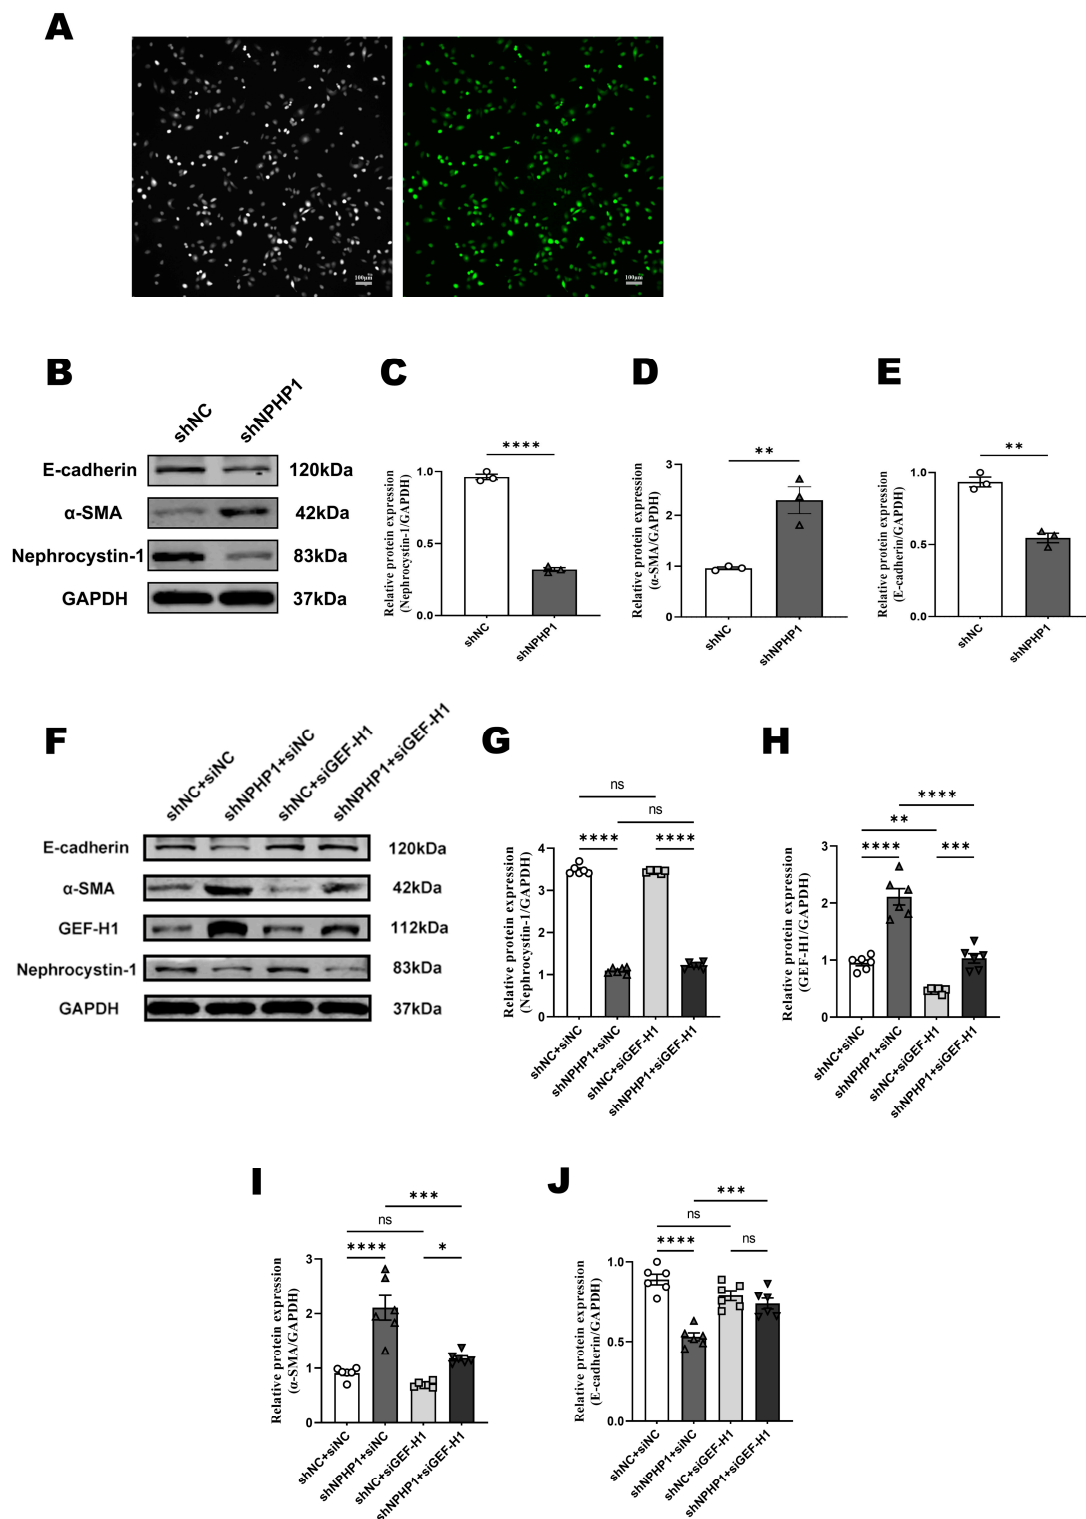 A
100μm
100μm
B
shNC
shNPHP1
E-cadherin
120kDa
α-SMA
42kDa
Nephrocystin-1
83kDa
GAPDH
37kDa
C
****
Relative protein expression
(Nephrocystin-1/GAPDH)
1.0
0.5
0.0
shNC
shNPHP1
D
**
Relative protein expression
(α-SMA/GAPDH)
3
2
1
0
shNC
shNPHP1
E
**
Relative protein expression
(E-cadherin/GAPDH)
1.0
0.5
0.0
shNC
shNPHP1
F
shNC+siNC
shNPHP1+siNC
shNC+siGEF-H1
shNPHP1+siGEF-H1
E-cadherin
120kDa
α-SMA
42kDa
GEF-H1
112kDa
Nephrocystin-1
83kDa
GAPDH
37kDa
G
ns
ns
**** ****
Relative protein expression
(Nephrocystin-1/GAPDH)
4
3
2
1
0
shNC+siNC
shNPHP1+siNC
shNC+siGEF-H1
shNPHP1+siGEF-H1
H
****
**
**** ***
Relative protein expression
(GEF-H1/GAPDH)
3
2
1
0
shNC+siNC
shNPHP1+siNC
shNC+siGEF-H1
shNPHP1+siGEF-H1
I
***
ns
**** *
Relative protein expression
(α-SMA/GAPDH)
3
2
1
0
shNC+siNC
shNPHP1+siNC
shNC+siGEF-H1
shNPHP1+siGEF-H1
J
***
ns
**** ns
Relative protein expression
(E-cadherin/GAPDH)
1.0
0.5
0.0
shNC+siNC
shNPHP1+siNC
shNC+siGEF-H1
shNPHP1+siGEF-H1